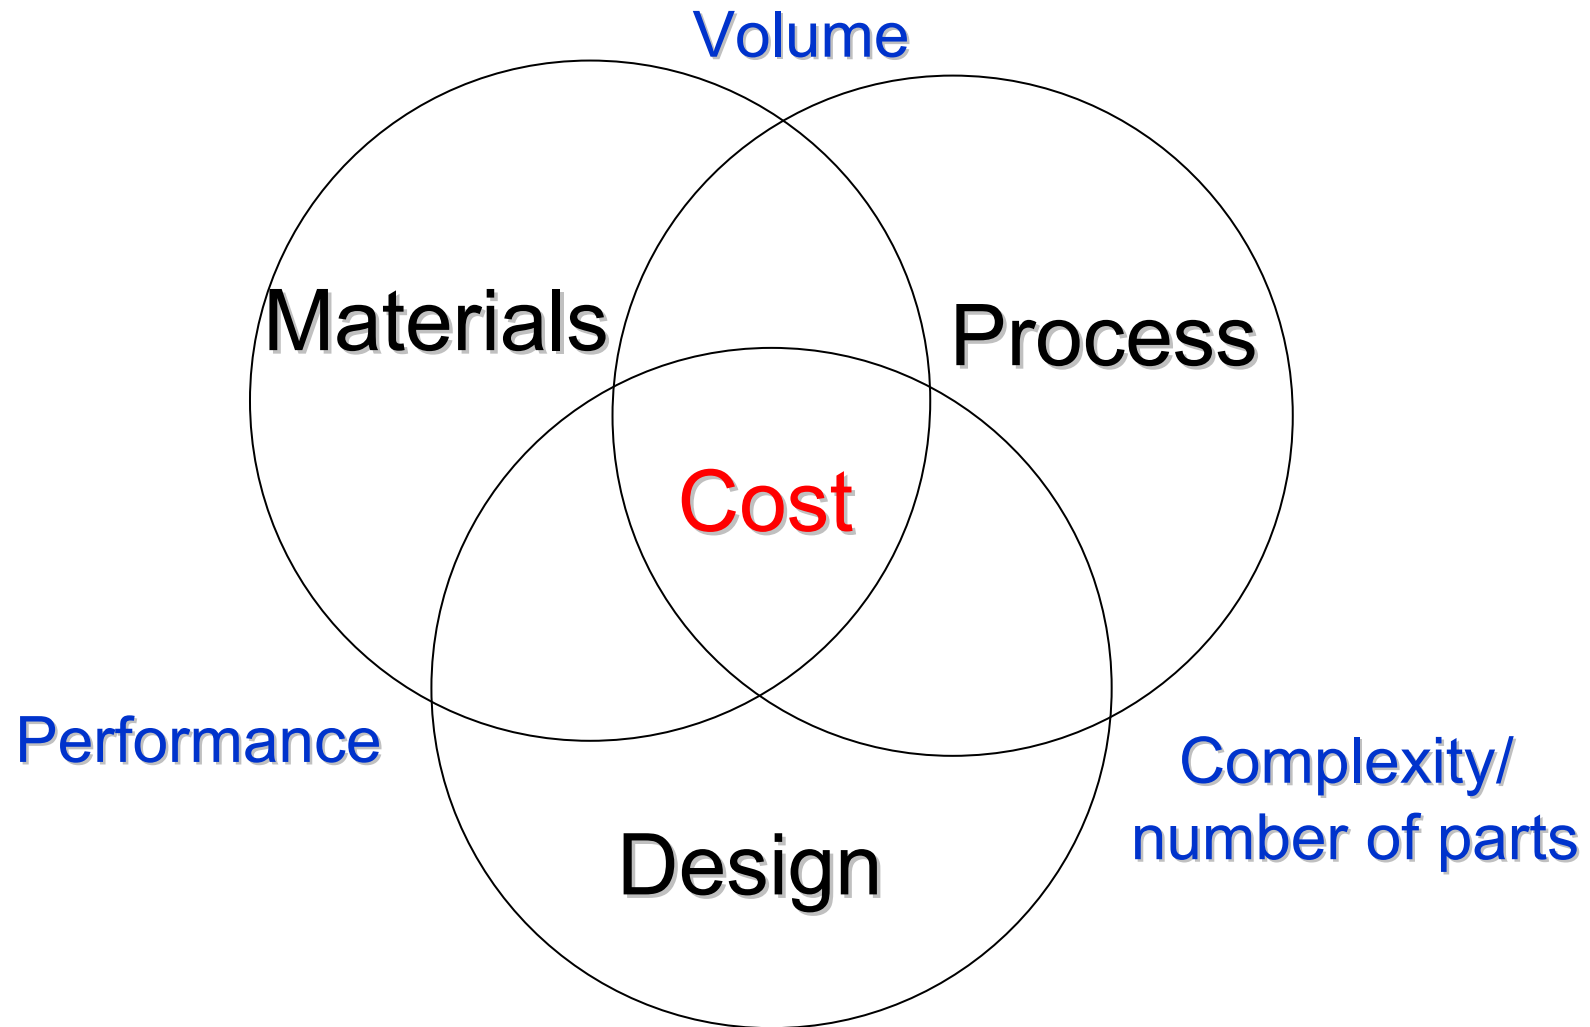 Volume
Materials
Process
Cost
Performance
Complexity/
number of parts
Design